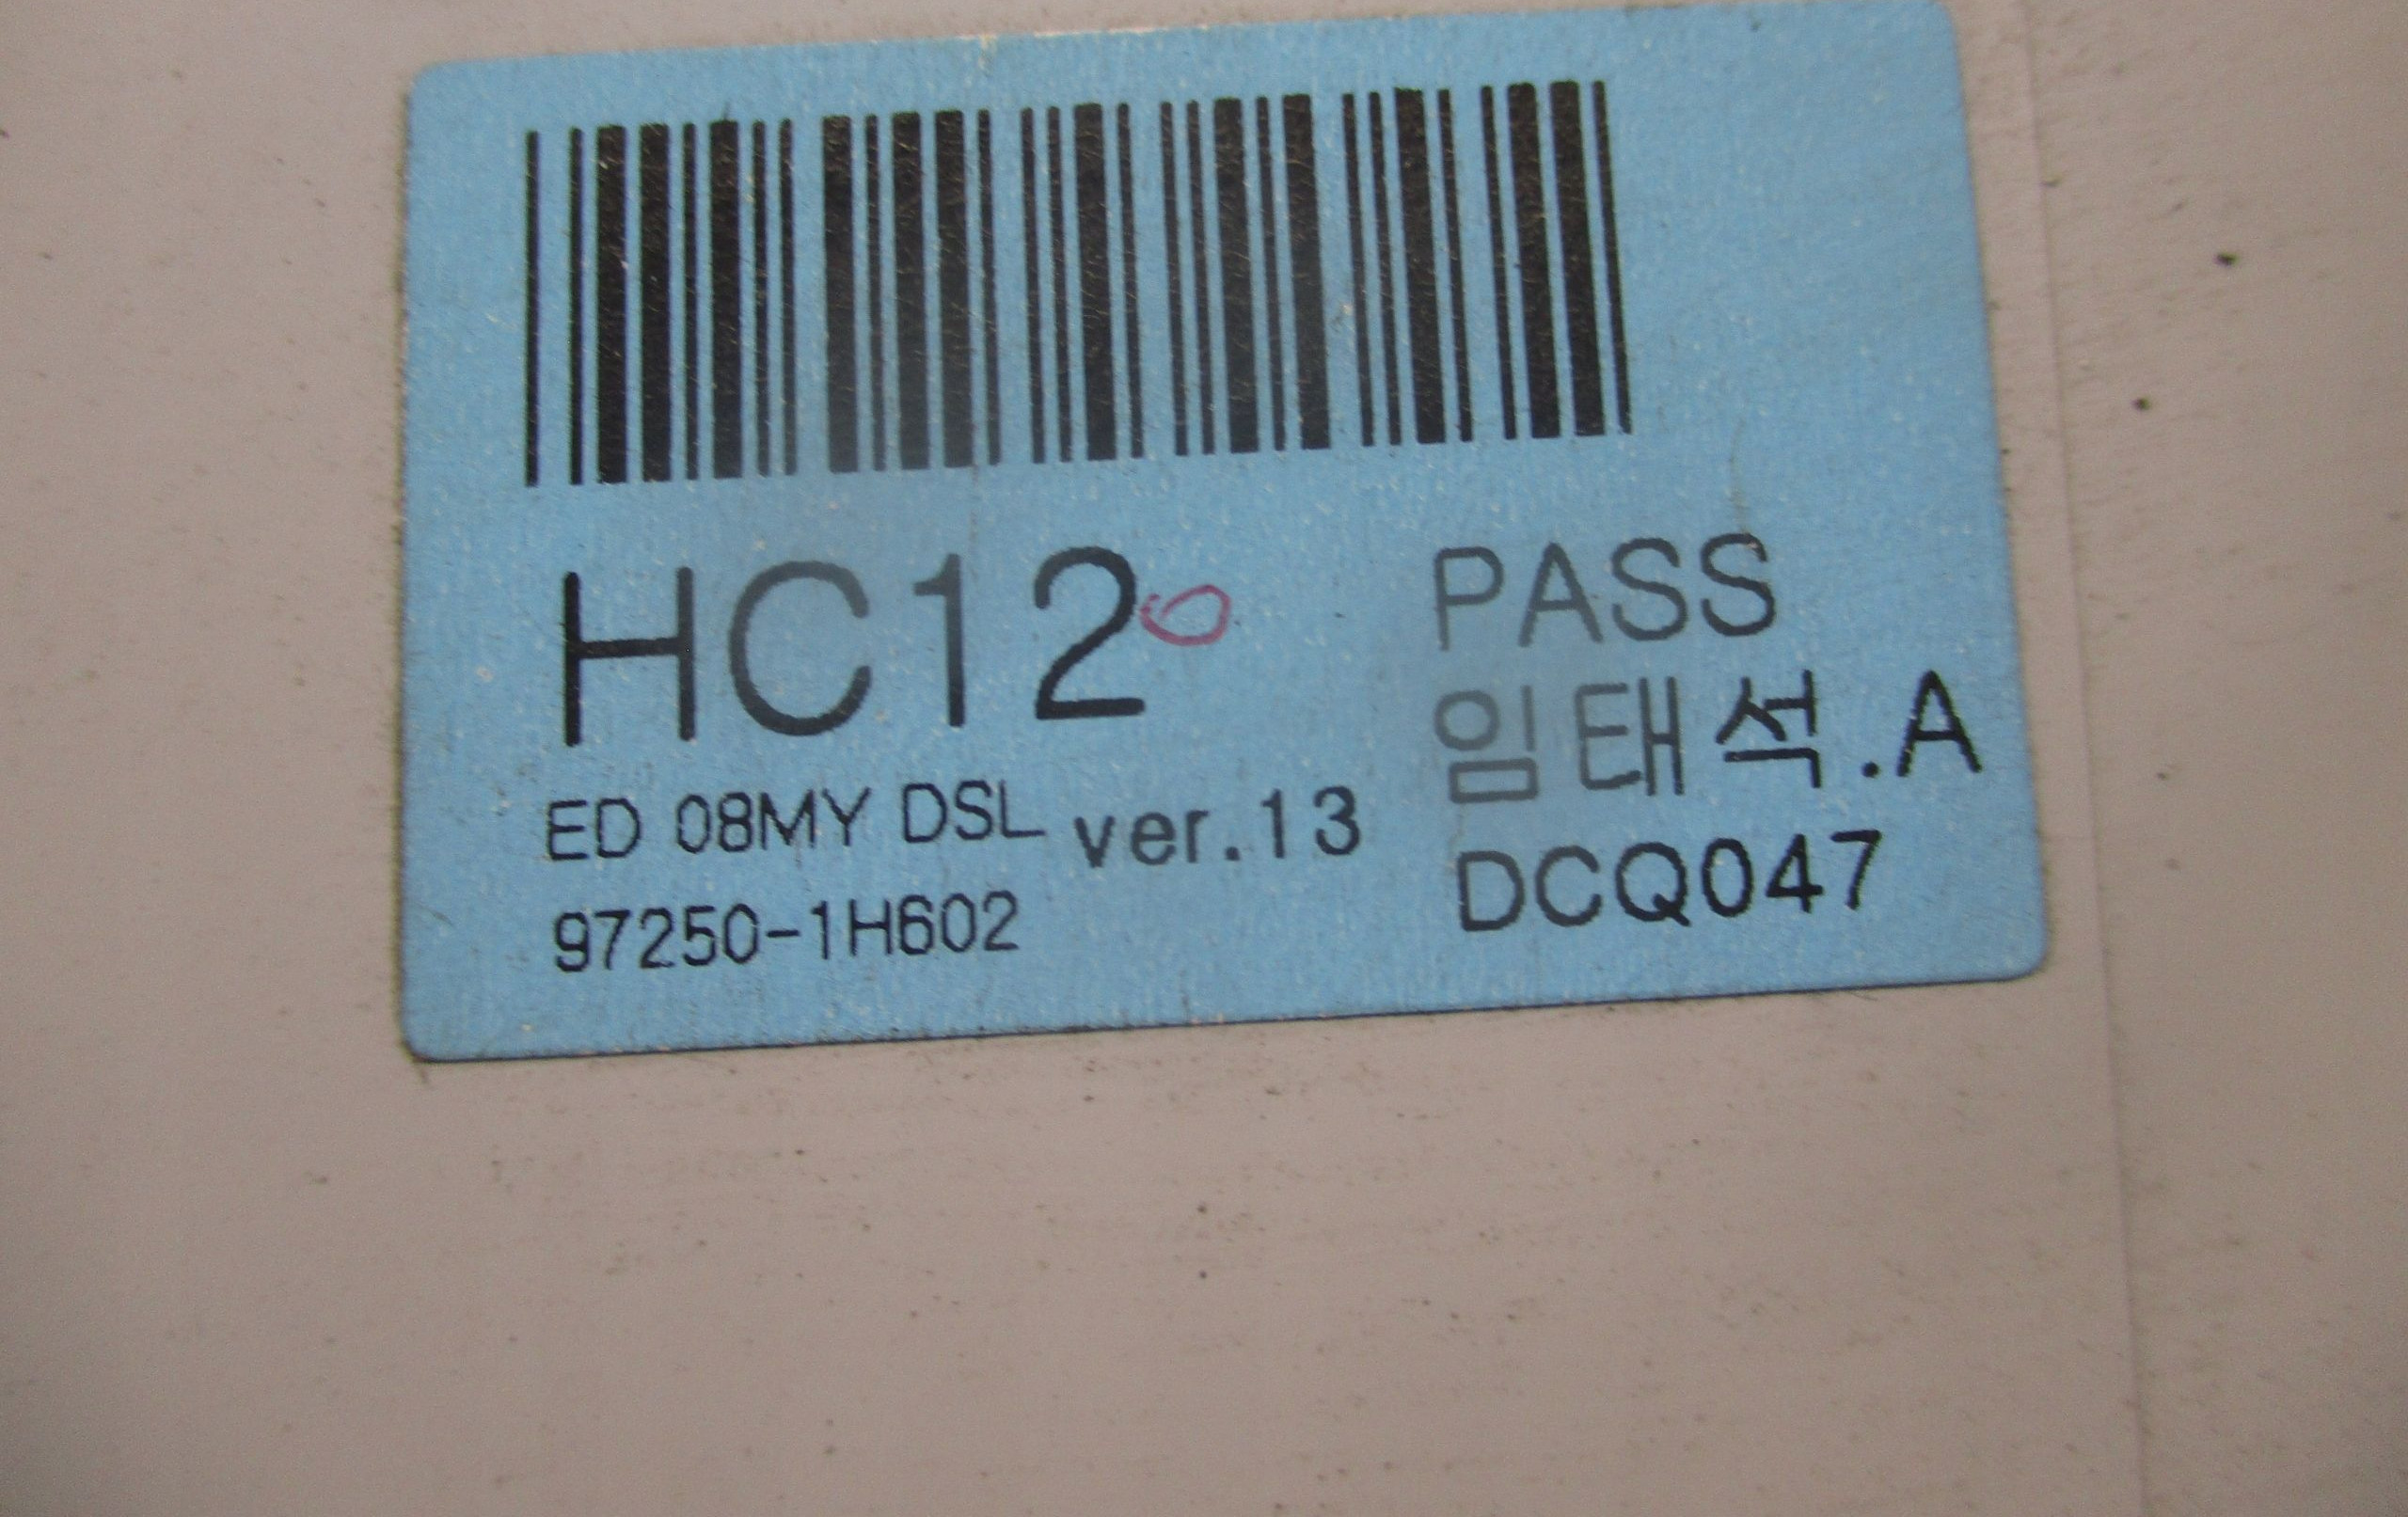 HC12
PASS
임태석.A
ED 08MY DSL ver.13
DCQ047
97250-1H602